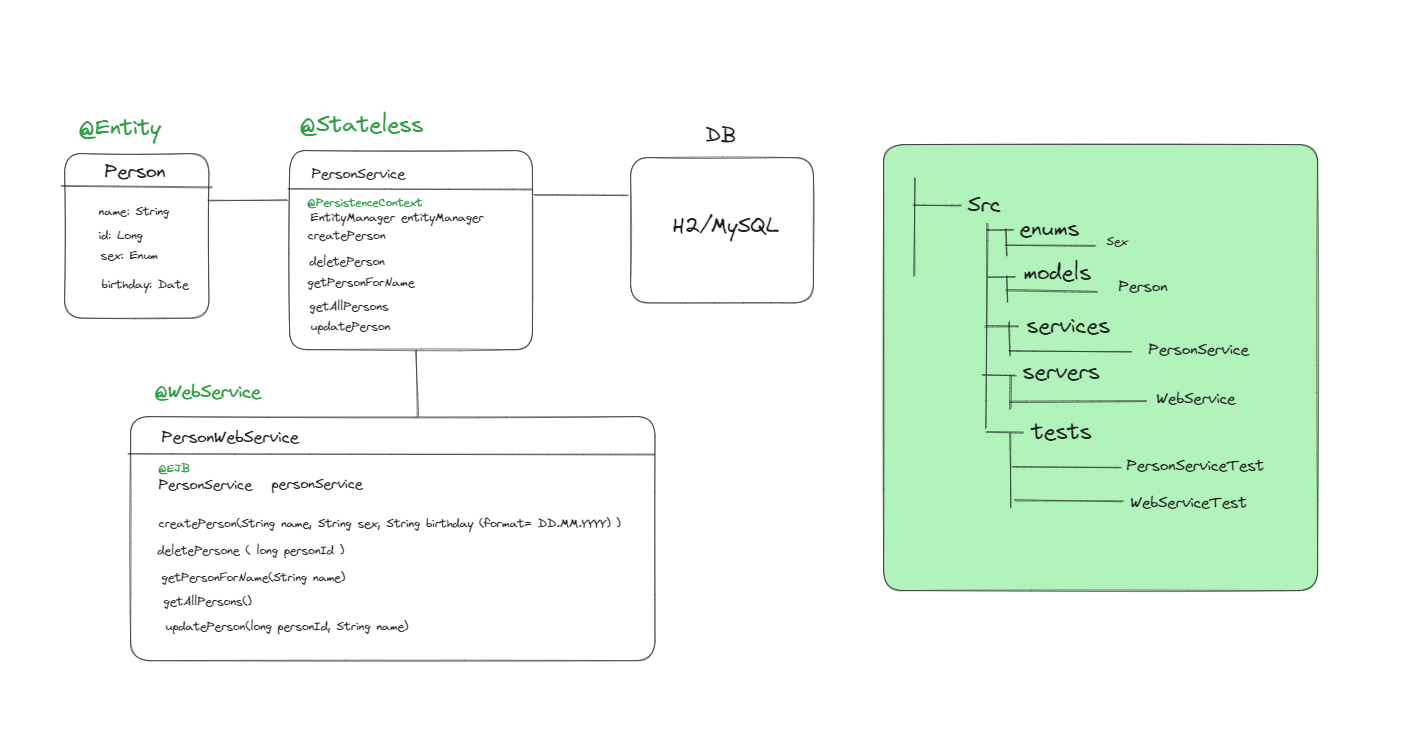 @Entity
Person
name: String
id: Long
sex: Enum
birthday: Date
@Stateless
PersonService
@PersistenceContext
EntityManager entityManager
createPerson
deletePerson
getPersonForName
getAllPersons
updatePerson
DB
H2/MySQL
@WebService
PersonWebService
@EJB
PersonService personService
createPerson(String name, String sex, String birthday (format= DD.MM.YYYY) )
deletePersone ( long personId )
getPersonForName(String name)
getAllPersons()
updatePerson(long personId, String name)
Src
enums
Sex
models
Person
services
PersonService
servers
WebService
tests
PersonServiceTest
WebServiceTest